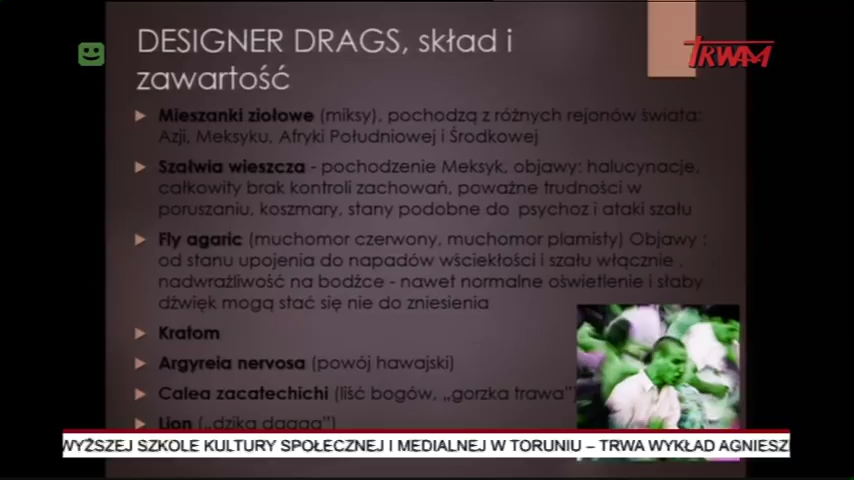 DESIGNER DRAGS, skład i
zawartość
TRWAM
Mieszanki ziołowe (miksy), pochodzą z różnych rejonów świata:
Azji, Meksyku, Afryki Południowej i Środkowej
Szałwia wieszcza - pochodzenie Meksyk, objawy: halucynacje,
całkowity brak kontroli zachowań, poważne trudności w
poruszaniu, koszmary, stany podobne do psychoz i ataki szału
Fly agaric (muchomor czerwony, muchomor plamisty) Objawy :
od stanu upojenia do napadów wściekłości i szału włącznie ,
nadwrażliwość na bodźce - nawet normalne oświetlenie i słaby
dźwięk mogą stać się nie do zniesienia
Kratom
Argyreia nervosa (powój hawajski)
Calea zacatechichi (liść bogów, „gorzka trawa")
Lion („dzika dagga")
WYŻSZEJ SZKOLE KULTURY SPOŁECZNEJ I MEDIALNEJ W TORUNIU – TRWA WYKŁAD AGNIESZ